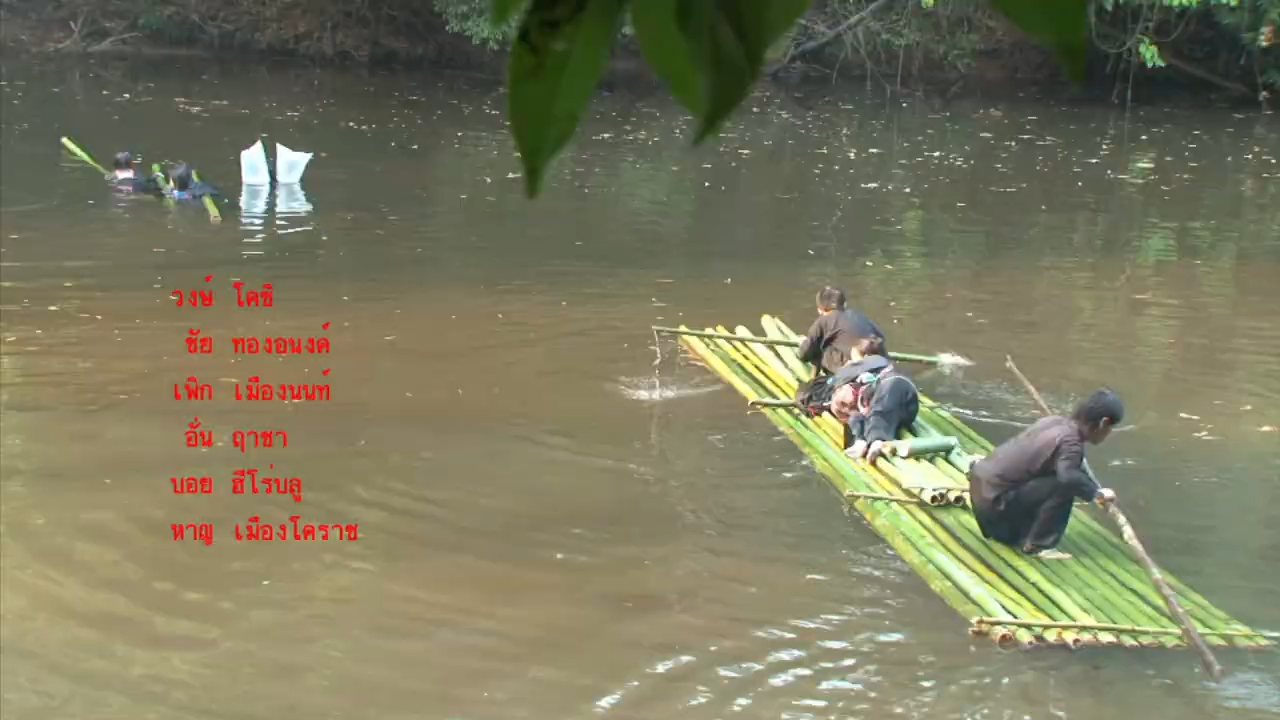 วงษ์ โคซิ
ชัย ทองอนงค์
เพิก เมืองนนท์
อั่น ฤาชา
บอย ฮีโร่บลู
หาญ เมืองโคราช